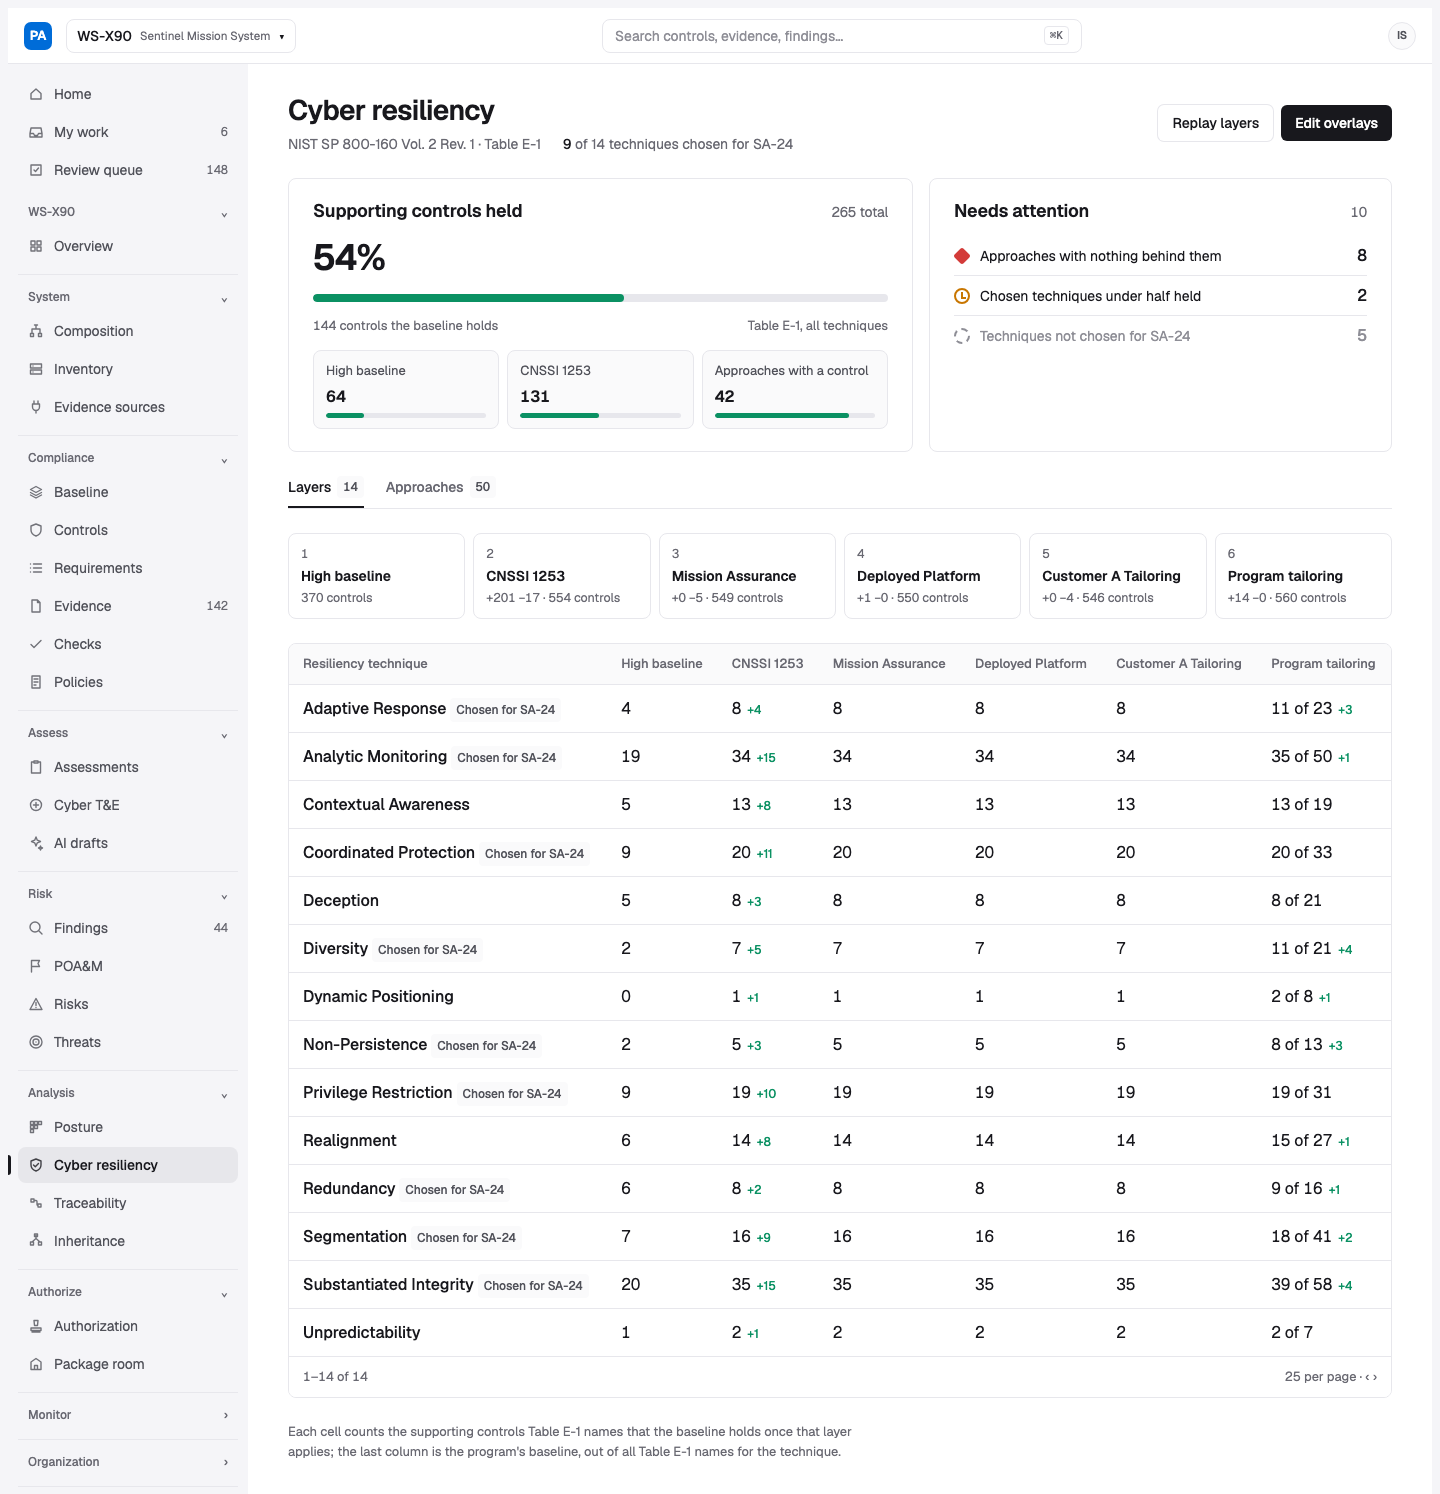 PA
WS-X90 Sentinel Mission System ▾
Search controls, evidence, findings... ⌘K
IS
Home
My work 6
Review queue 148
WS-X90
Overview
System
Composition
Inventory
Evidence sources
Compliance
Baseline
Controls
Requirements
Evidence 142
Checks
Policies
Assess
Assessments
Cyber T&E
AI drafts
Risk
Findings 44
POA&M
Risks
Threats
Analysis
Posture
Cyber resiliency
Traceability
Inheritance
Authorize
Authorization
Package room
Monitor ›
Organization ›
Cyber resiliency
NIST SP 800-160 Vol. 2 Rev. 1 · Table E-1 9 of 14 techniques chosen for SA-24
Replay layers
Edit overlays
Supporting controls held 265 total
54%
144 controls the baseline holds Table E-1, all techniques
High baseline
64
CNSSI 1253
131
Approaches with a control
42
Needs attention 10
Approaches with nothing behind them 8
Chosen techniques under half held 2
Techniques not chosen for SA-24 5
Layers 14 Approaches 50
1
High baseline
370 controls
2
CNSSI 1253
+201 −17 · 554 controls
3
Mission Assurance
+0 −5 · 549 controls
4
Deployed Platform
+1 −0 · 550 controls
5
Customer A Tailoring
+0 −4 · 546 controls
6
Program tailoring
+14 −0 · 560 controls
Resiliency technique High baseline CNSSI 1253 Mission Assurance Deployed Platform Customer A Tailoring Program tailoring
Adaptive Response Chosen for SA-24 4 8 +4 8 8 8 11 of 23 +3
Analytic Monitoring Chosen for SA-24 19 34 +15 34 34 34 35 of 50 +1
Contextual Awareness 5 13 +8 13 13 13 13 of 19
Coordinated Protection Chosen for SA-24 9 20 +11 20 20 20 20 of 33
Deception 5 8 +3 8 8 8 8 of 21
Diversity Chosen for SA-24 2 7 +5 7 7 7 11 of 21 +4
Dynamic Positioning 0 1 +1 1 1 1 2 of 8 +1
Non-Persistence Chosen for SA-24 2 5 +3 5 5 5 8 of 13 +3
Privilege Restriction Chosen for SA-24 9 19 +10 19 19 19 19 of 31
Realignment 6 14 +8 14 14 14 15 of 27 +1
Redundancy Chosen for SA-24 6 8 +2 8 8 8 9 of 16 +1
Segmentation Chosen for SA-24 7 16 +9 16 16 16 18 of 41 +2
Substantiated Integrity Chosen for SA-24 20 35 +15 35 35 35 39 of 58 +4
Unpredictability 1 2 +1 2 2 2 2 of 7
1–14 of 14 25 per page · ‹ ›
Each cell counts the supporting controls Table E-1 names that the baseline holds once that layer
applies; the last column is the program's baseline, out of all Table E-1 names for the technique.